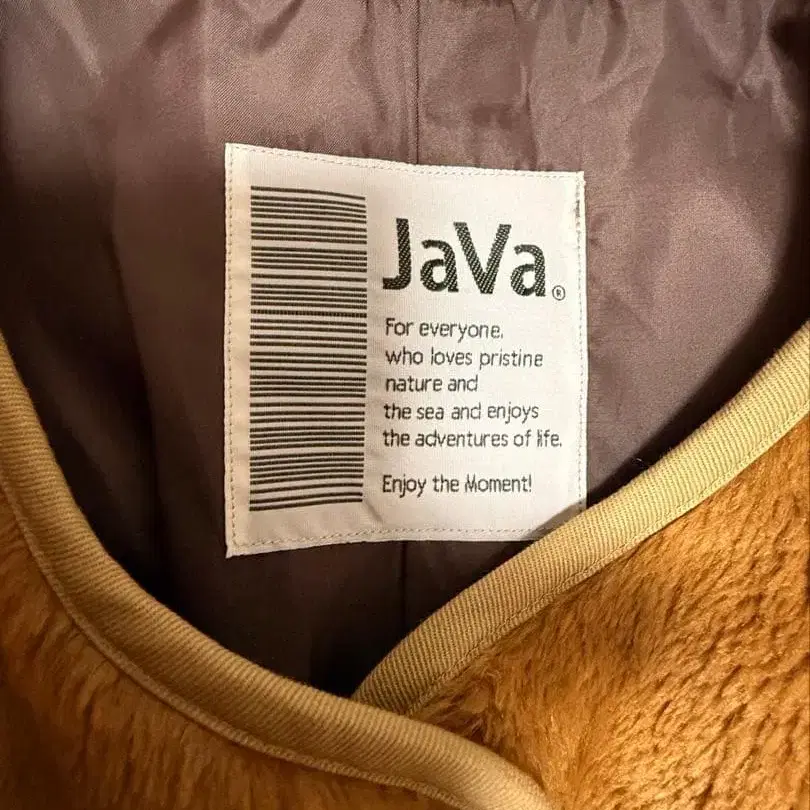 JaVa®
For everyone.
who loves pristine
nature and
the sea and enjoys
the adventures of life.
Enjoy the Moment!